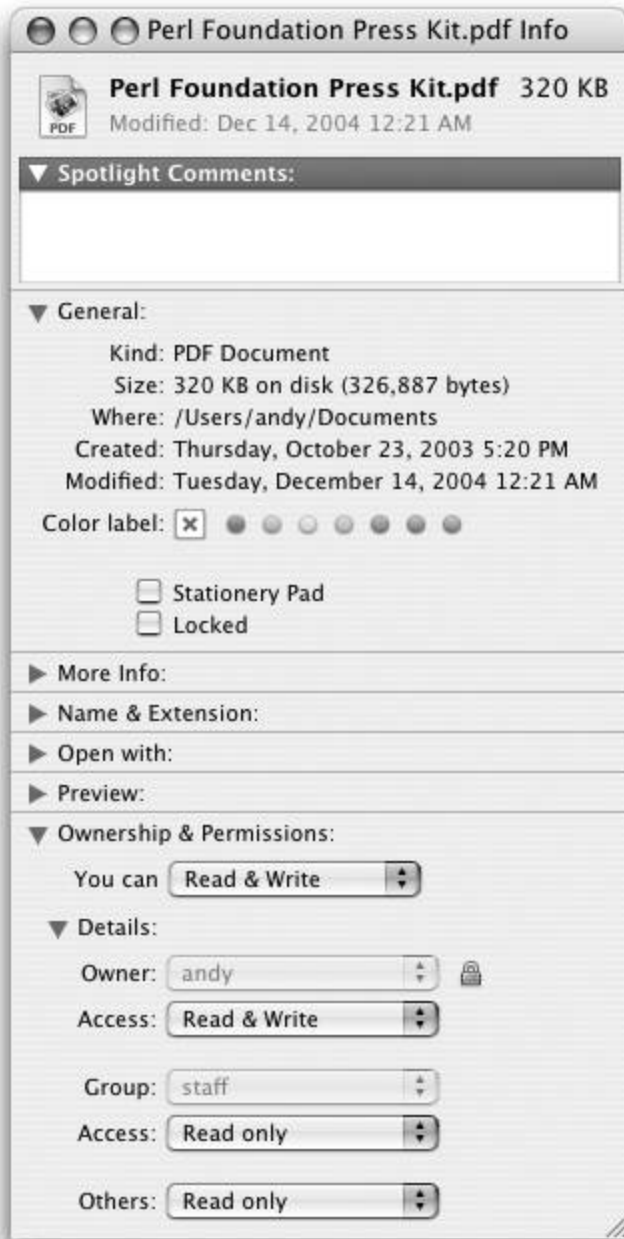 Perl Foundation Press Kit.pdf Info
Perl Foundation Press Kit.pdf 320 KB
PDF
Modified: Dec 14, 2004 12:21 AM
Spotlight Comments:
General:
Kind: PDF Document
Size: 320 KB on disk (326,887 bytes)
Where: /Users/andy/Documents
Created: Thursday, October 23, 2003 5:20 PM
Modified: Tuesday, December 14, 2004 12:21 AM
Color label:
Stationery Pad
Locked
More Info:
Name & Extension:
Open with:
Preview:
Ownership & Permissions:
You can Read & Write
Details:
Owner: andy
Access: Read & Write
Group: staff
Access: Read only
Others: Read only